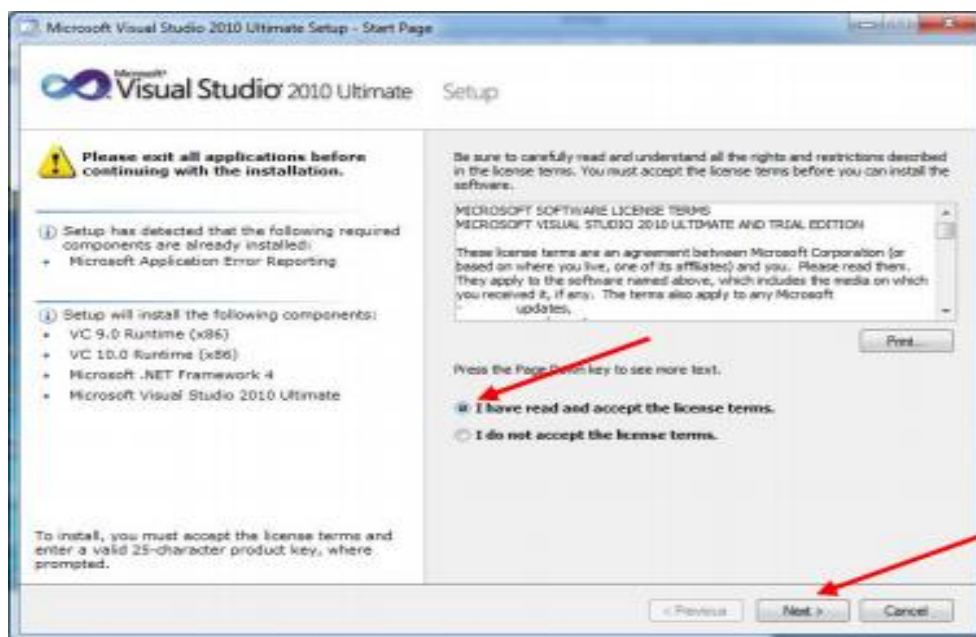 Microsoft Visual Studio 2010 Ultimate Setup - Start Page
Microsoft
Visual Studio 2010 Ultimate
Setup
Please exit all applications before
continuing with the installation.
Setup has detected that the following required
components are already installed:
Microsoft Application Error Reporting
Setup will install the following components:
VC 9.0 Runtime (x86)
VC 10.0 Runtime (x86)
Microsoft .NET Framework 4
Microsoft Visual Studio 2010 Ultimate
To install, you must accept the license terms and
enter a valid 25-character product key, where
prompted.
Be sure to carefully read and understand all the rights and restrictions described
in the license terms. You must accept the license terms before you can install the
software.
MICROSOFT SOFTWARE LICENSE TERMS
MICROSOFT VISUAL STUDIO 2010 ULTIMATE AND TRIAL EDITION
These license terms are an agreement between Microsoft Corporation (or
based on where you live, one of its affiliates) and you. Please read them.
They apply to the software named above, which includes the media on which
you received it, if any. The terms also apply to any Microsoft
updates,
Print...
Press the Page Down key to see more text.
I have read and accept the license terms.
I do not accept the license terms.
< Previous
Next >
Cancel